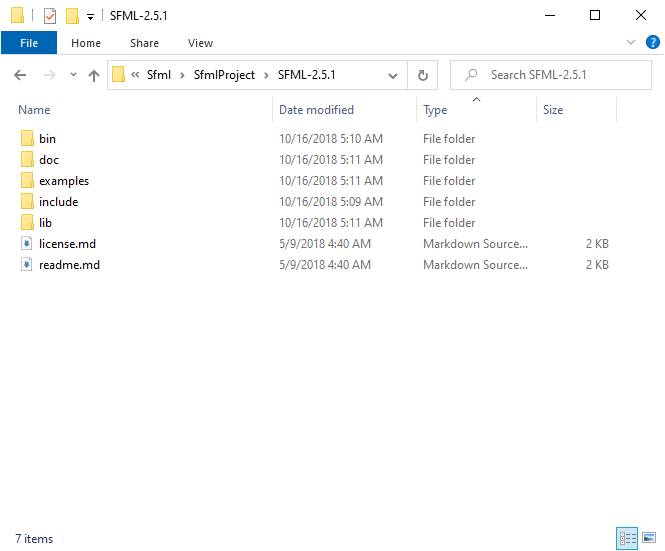 SFML-2.5.1
File Home Share View
« Sfml > SfmlProject > SFML-2.5.1 Search SFML-2.5.1
Name Date modified Type Size
bin 10/16/2018 5:10 AM File folder
doc 10/16/2018 5:11 AM File folder
examples 10/16/2018 5:11 AM File folder
include 10/16/2018 5:09 AM File folder
lib 10/16/2018 5:11 AM File folder
license.md 5/9/2018 4:40 AM Markdown Source... 2 KB
readme.md 5/9/2018 4:40 AM Markdown Source... 2 KB
7 items